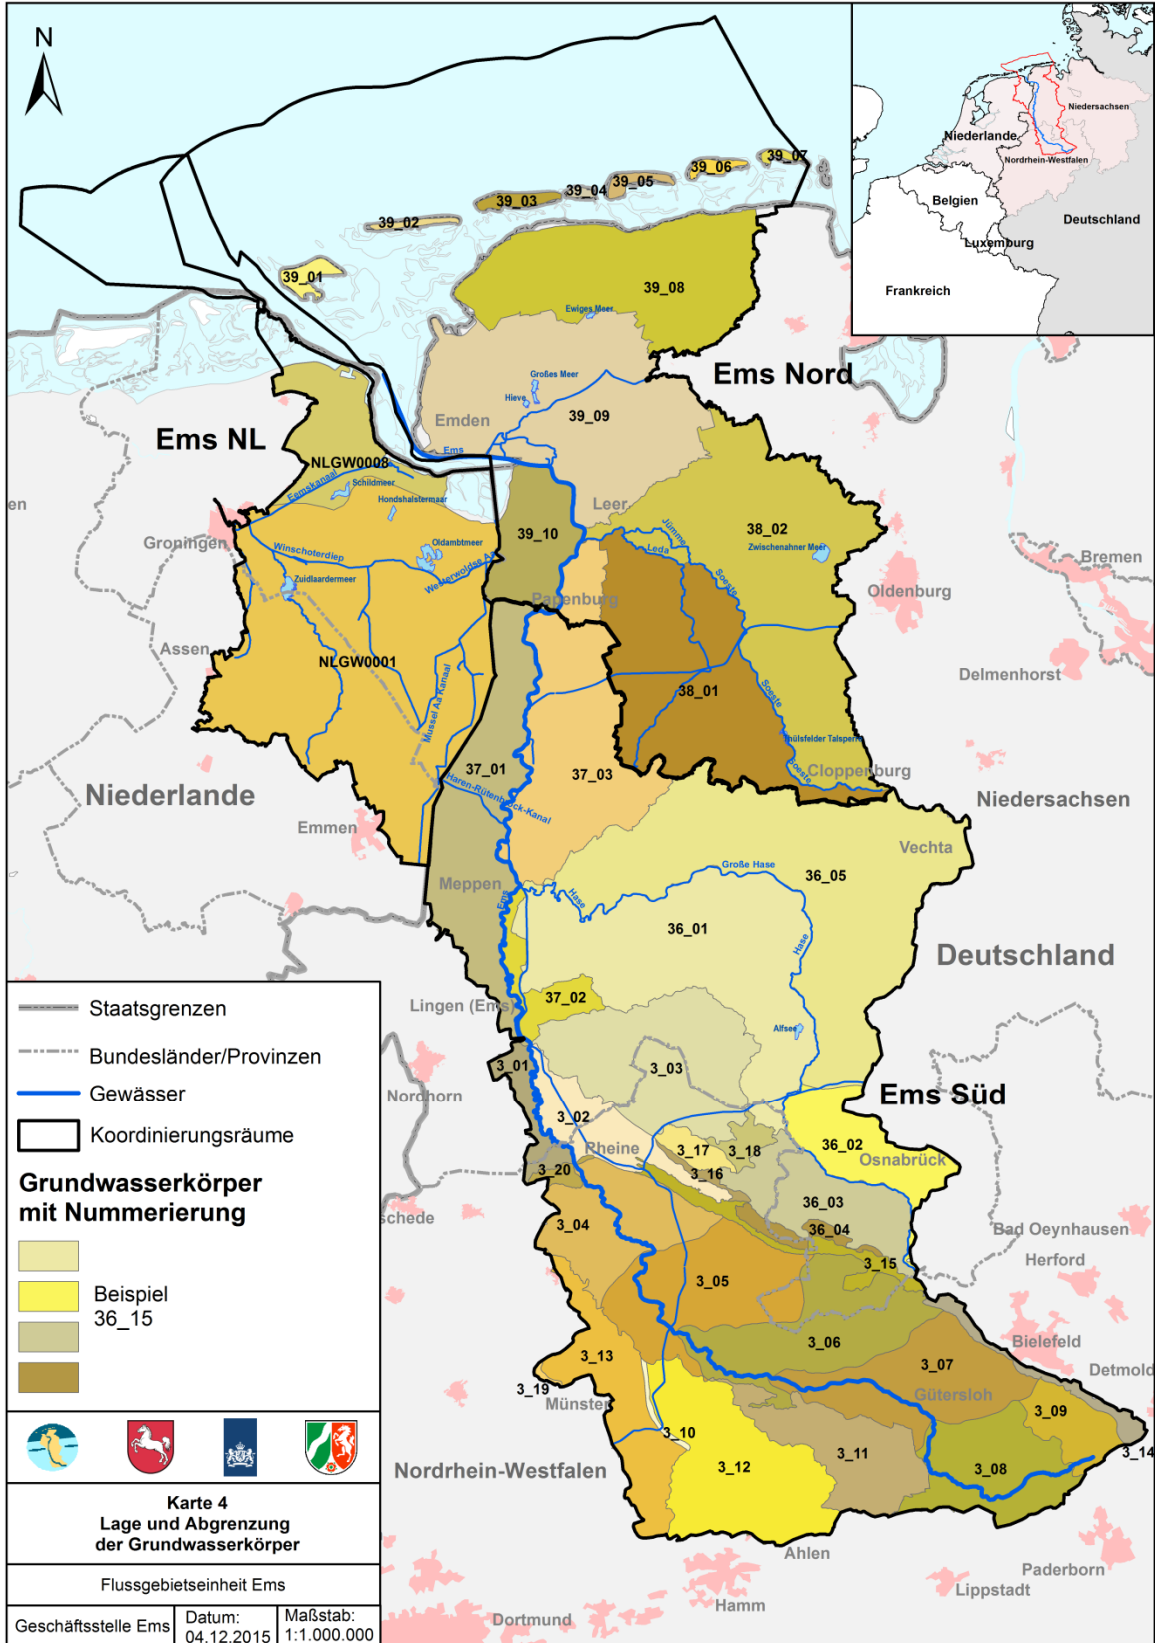 N
39_07
39_06
39_05
39_04
39_03
39_02
39_01
39_08
Ewiges Meer
Ems Nord
Großes Meer
Hieve
39_09
Emden
Ems
Ems NL
NLGW0008
Eemskanaal
Schildmeer
Hondshalstermaar
Groningen
Winschoterdiep
Oldambtmeer
Westerwoldse Aa
Zuidlaardermeer
39_10
Leer
Jümme
Leda
Soeste
38_02
Zwischenahner Meer
Bremen
Oldenburg
Papenburg
Assen
NLGW0001
Mussel Aa Kanaal
Delmenhorst
38_01
Soeste
Thülsfelder Talsperre
Soeste
Cloppenburg
37_01
37_03
Haren-Rütenbrock-Kanal
Niederlande
Emmen
Niedersachsen
Vechta
Große Hase
36_05
Meppen
Ems
Hase
36_01
Hase
Deutschland
37_02
Lingen (Ems)
Alfsee
3_01
3_03
Nordhorn
3_02
Ems Süd
Rheine
3_17
3_18
36_02
Osnabrück
3_16
3_20
36_03
schede
3_04
36_04
Bad Oeynhausen
Herford
3_15
3_05
3_06
Bielefeld
3_13
3_07
Detmold
3_19
Münster
Gütersloh
3_09
3_10
3_11
3_14
Nordrhein-Westfalen
3_12
3_08
Ahlen
Paderborn
Lippstadt
Hamm
Dortmund
Niedersachsen
Niederlande
Nordrhein-Westfalen
Belgien
Deutschland
Luxemburg
Frankreich
Staatsgrenzen
Bundesländer/Provinzen
Gewässer
Koordinierungsräume
Grundwasserkörper
mit Nummerierung
Beispiel
36_15
Karte 4
Lage und Abgrenzung
der Grundwasserkörper
Flussgebietseinheit Ems
Geschäftsstelle Ems
Datum:
04.12.2015
Maßstab:
1:1.000.000